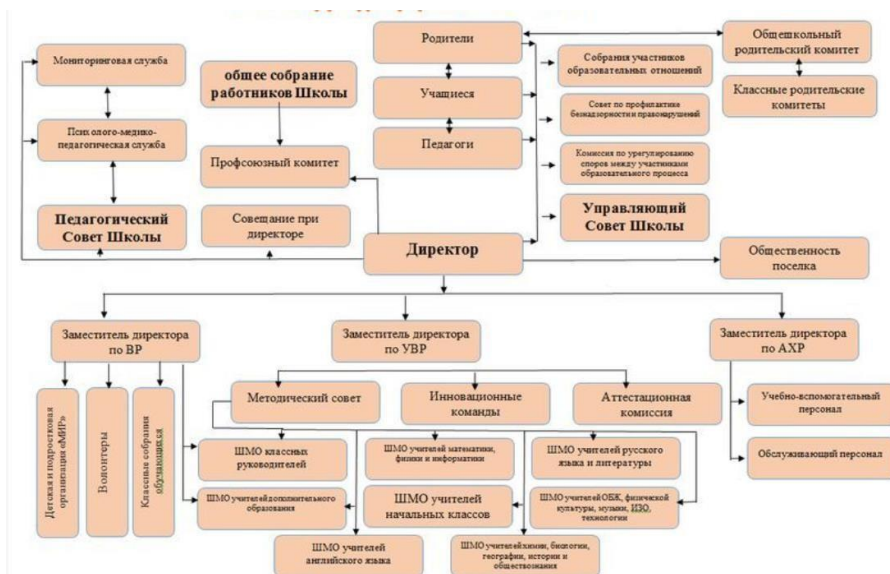 Мониторинговая служба
общее собрание
работников Школы
Родители
Общешкольный
родительский комитет
Собрания участников
образовательных отношений
Учащиеся
Классные родительские
комитеты
Совет по профилактике
безнадзорности и правонарушений
Психолого-медико-
педагогическая служба
Профсоюзный комитет
Педагоги
Комиссия по урегулированию
споров между участниками
образовательного процесса
Педагогический
Совет Школы
Совещание при
директоре
Управляющий
Совет Школы
Директор
Общественность
поселка
Заместитель директора
по ВР
Заместитель директора
по УВР
Заместитель директора
по АХР
Методический совет
Инновационные
команды
Аттестационная
комиссия
Учебно-вспомогательный
персонал
Обслуживающий персонал
Детская и подростковая
организация «МИР»
Волонтеры
Классные собрания
обучающихся
ШМО классных
руководителей
ШМО учителей математики,
физики и информатики
ШМО учителей русского
языка и литературы
ШМО учителей дополнительного
образования
ШМО учителей
начальных классов
ШМО учителей ОБЖ, физической
культуры, музыки, ИЗО,
технологии
ШМО учителей
английского языка
ШМО учителей химии, биологии,
географии, истории и
обществознания